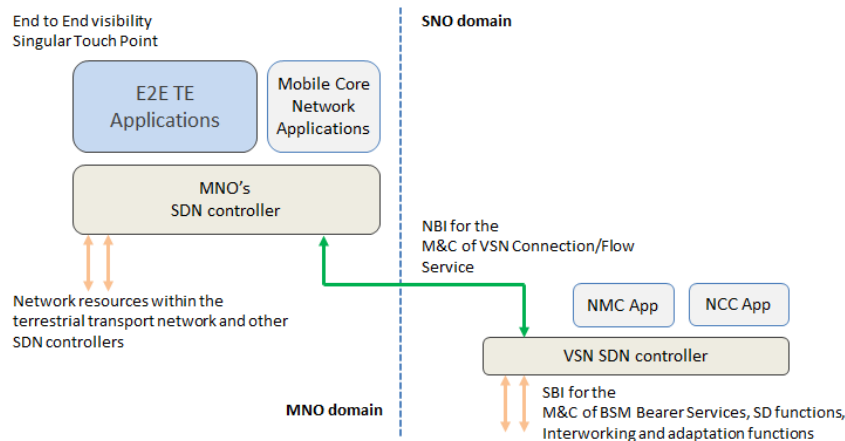 End to End visibility
Singular Touch Point
SNO domain
E2E TE
Applications
Mobile Core
Network
Applications
MNO's
SDN controller
NBI for the
M&C of VSN Connection/Flow
Service
Network resources within the
terrestrial transport network and other
SDN controllers
NMC App
NCC App
VSN SDN controller
MNO domain
SBI for the
M&C of BSM Bearer Services, SD functions,
Interworking and adaptation functions